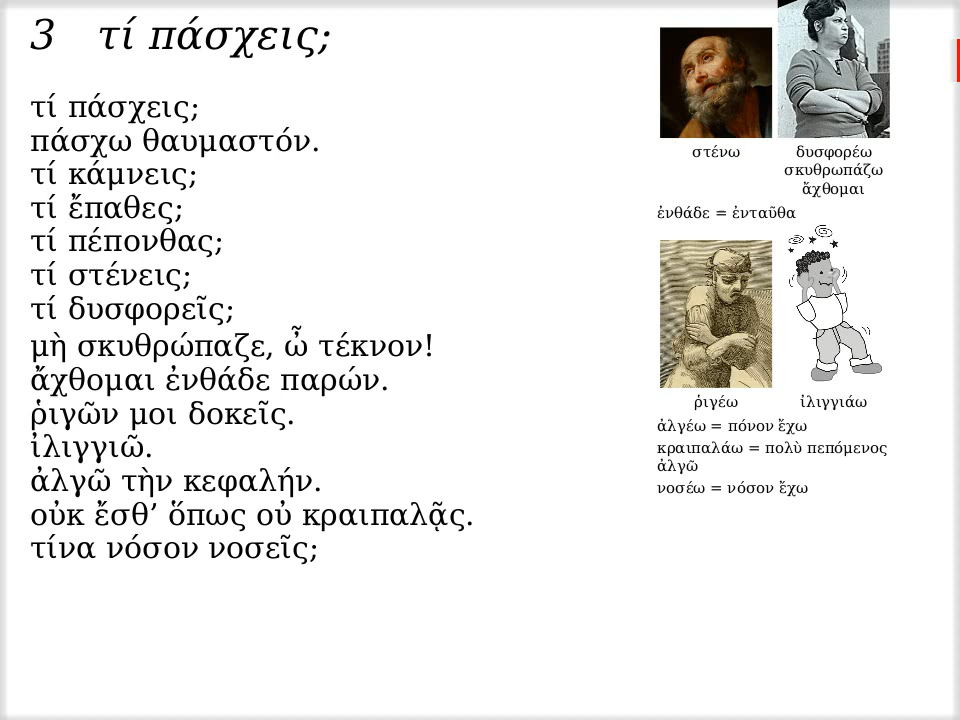 3 τί πάσχεις;
τί πάσχεις;
πάσχω θαυμαστόν.
τί κάμνεις;
τί ἔπαθες;
τί πέπονθας;
τί στένεις;
τί δυσφορεῖς;
μὴ σκυθρώπαζε, ὦ τέκνον!
ἄχθομαι ἐνθάδε παρών.
ῥιγῶν μοι δοκεῖς.
ἰλιγγιῶ.
ἀλγῶ τὴν κεφαλήν.
οὐκ ἔσθ’ ὅπως οὐ κραιπαλᾷς.
τίνα νόσον νοσεῖς;
στένω
δυσφορέω
σκυθρωπάζω
ἄχθομαι
ἐνθάδε = ἐνταῦθα
ῥιγέω
ἰλιγγιάω
ἀλγέω = πόνον ἔχω
κραιπαλάω = πολὺ πεπόμενος
ἀλγῶ
νοσέω = νόσον ἔχω